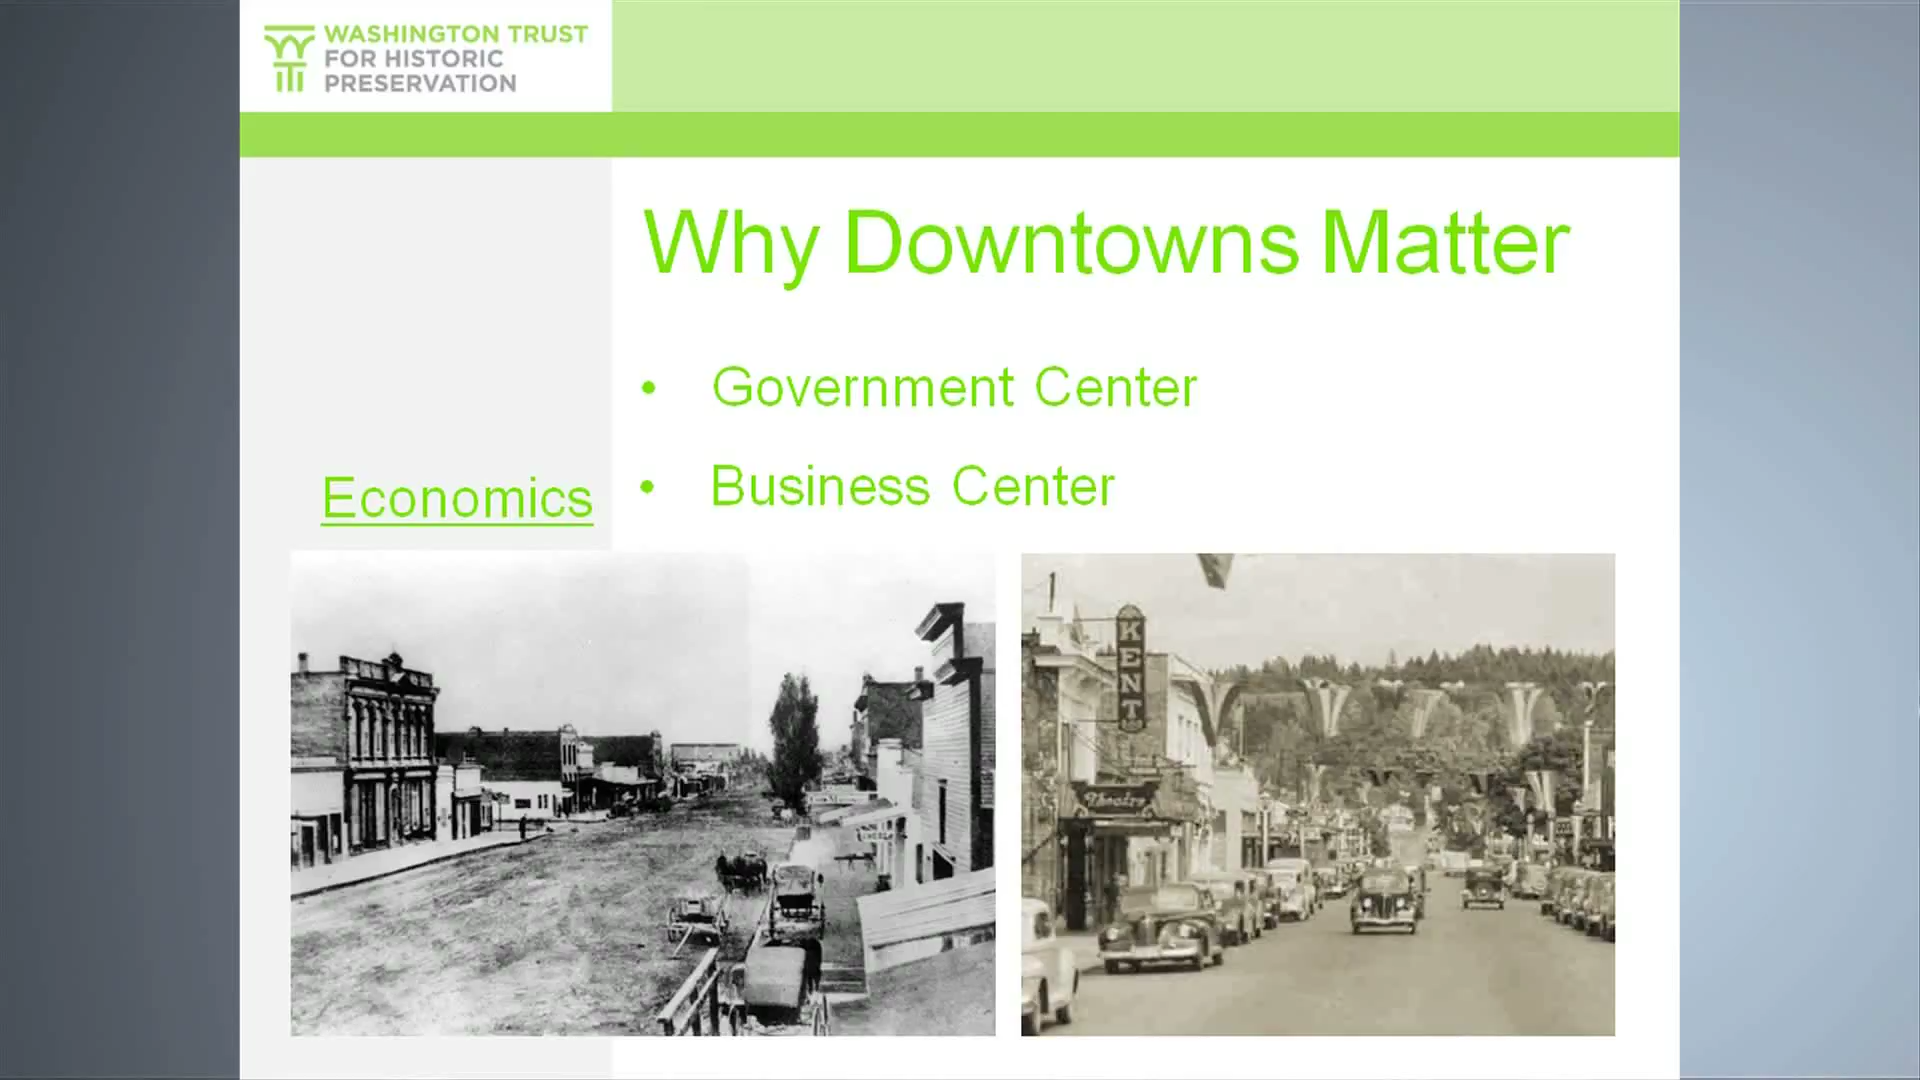 WASHINGTON TRUST
FOR HISTORIC
PRESERVATION
Why Downtowns Matter
• Government Center
Economics
• Business Center
KENT
Theatre